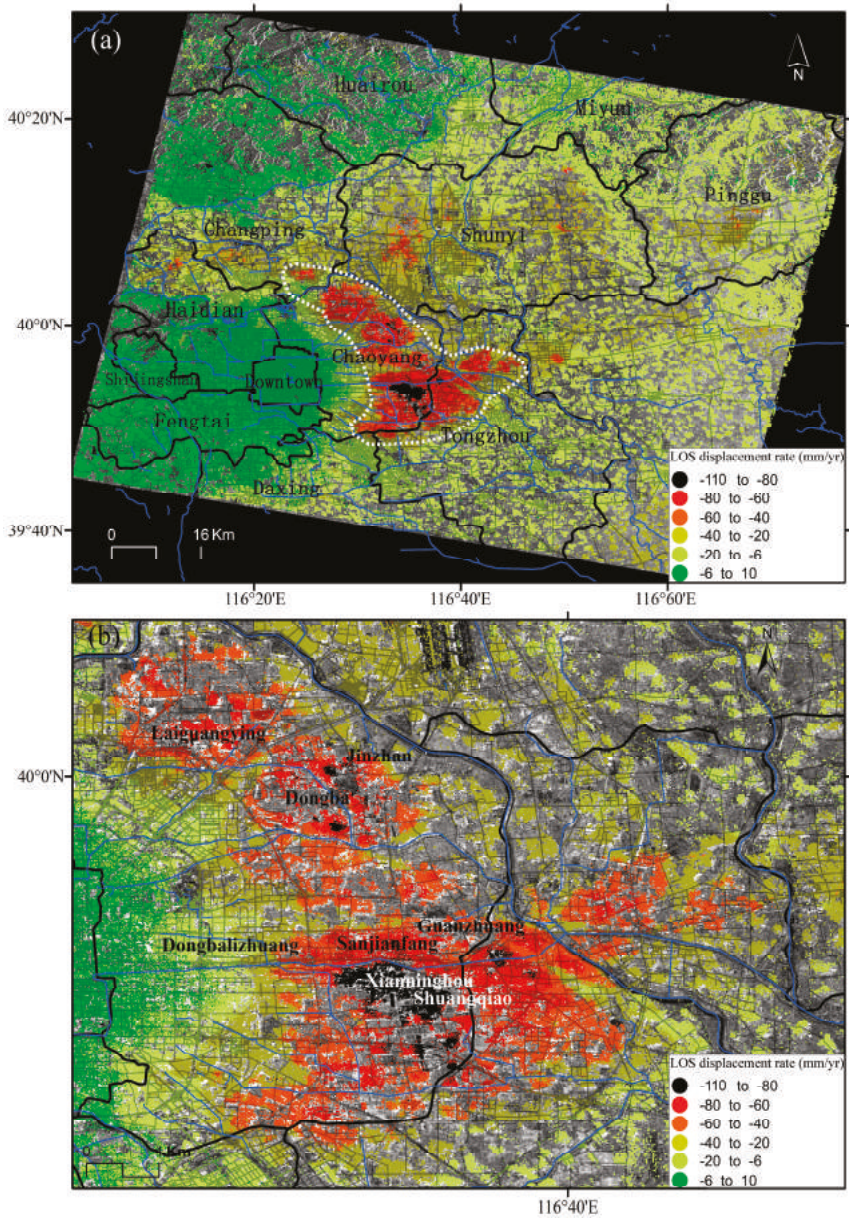 (a)
N
Huairou
Miyun
40°20'N
Pinggu
Changping
Shunyi
Haidian
40°0'N
Chaoyang
Shijingshan
Downtown
Fengtai
Tongzhou
Daxing
39°40'N
0 16 Km
LOS displacement rate (mm/yr)
-110 to -80
-80 to -60
-60 to -40
-40 to -20
-20 to -6
-6 to 10
116°20'E 116°40'E 116°60'E
(b)
N
Laiguangying
Jinzhan
40°0'N
Dongba
Guanzhuang
Dongbalizhuang
Sanjianfang
Xianninghou
Shuangqiao
LOS displacement rate (mm/yr)
-110 to -80
-80 to -60
-60 to -40
-40 to -20
-20 to -6
-6 to 10
0 Km
116°40'E